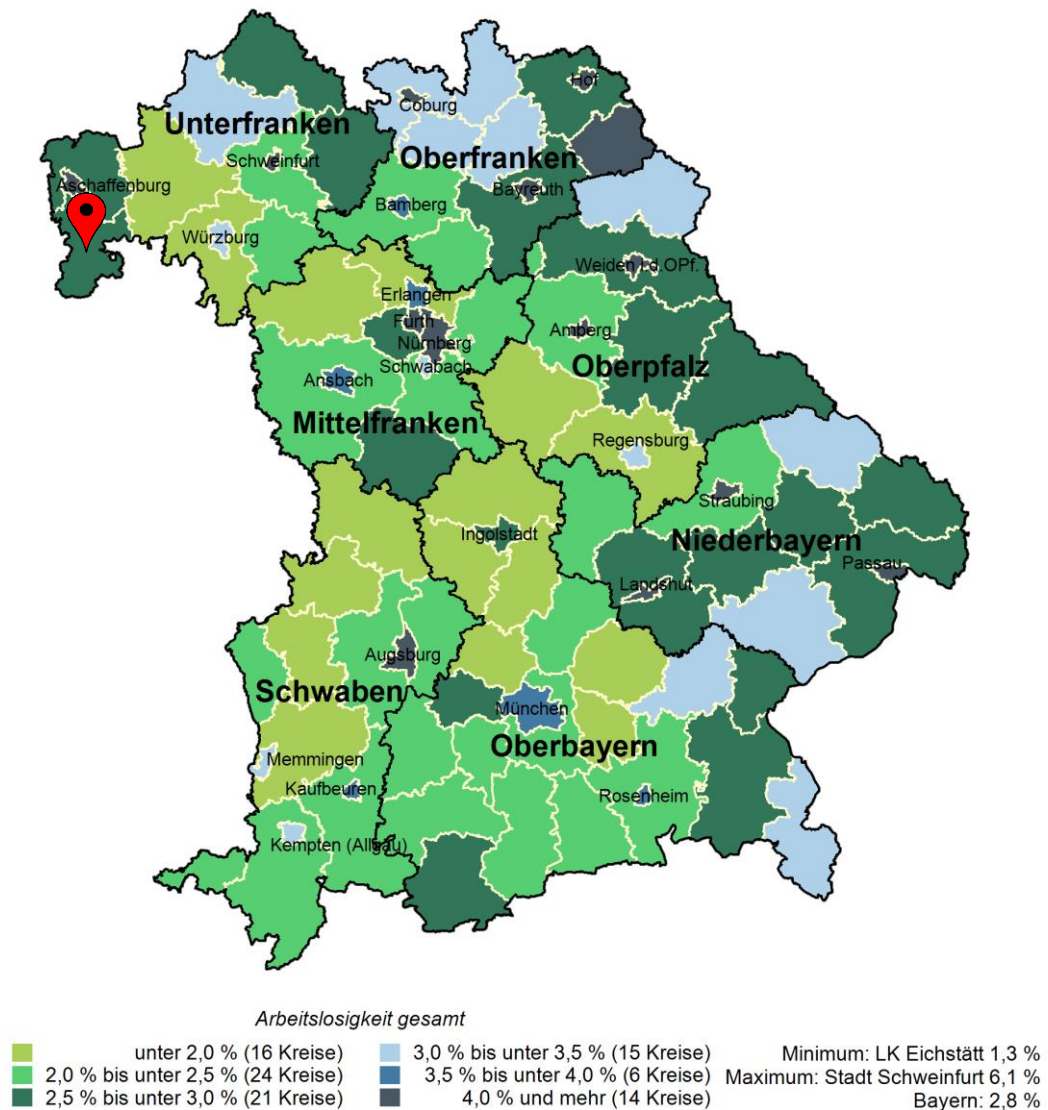 Hof
Coburg
Unterfranken
Oberfranken
Schweinfurt
Aschaffenburg
Bayreuth
Bamberg
Würzburg
Weiden i.d.OPf.
Erlangen
Fürth
Amberg
Nürnberg
Schwabach
Oberpfalz
Ansbach
Mittelfranken
Regensburg
Straubing
Ingolstadt
Niederbayern
Passau
Landshut
Augsburg
Schwaben
München
Oberbayern
Memmingen
Kaufbeuren
Rosenheim
Kempten (Allgäu)
Arbeitslosigkeit gesamt
unter 2,0 % (16 Kreise)
2,0 % bis unter 2,5 % (24 Kreise)
2,5 % bis unter 3,0 % (21 Kreise)
3,0 % bis unter 3,5 % (15 Kreise)
3,5 % bis unter 4,0 % (6 Kreise)
4,0 % und mehr (14 Kreise)
Minimum: LK Eichstätt 1,3 %
Maximum: Stadt Schweinfurt 6,1 %
Bayern: 2,8 %